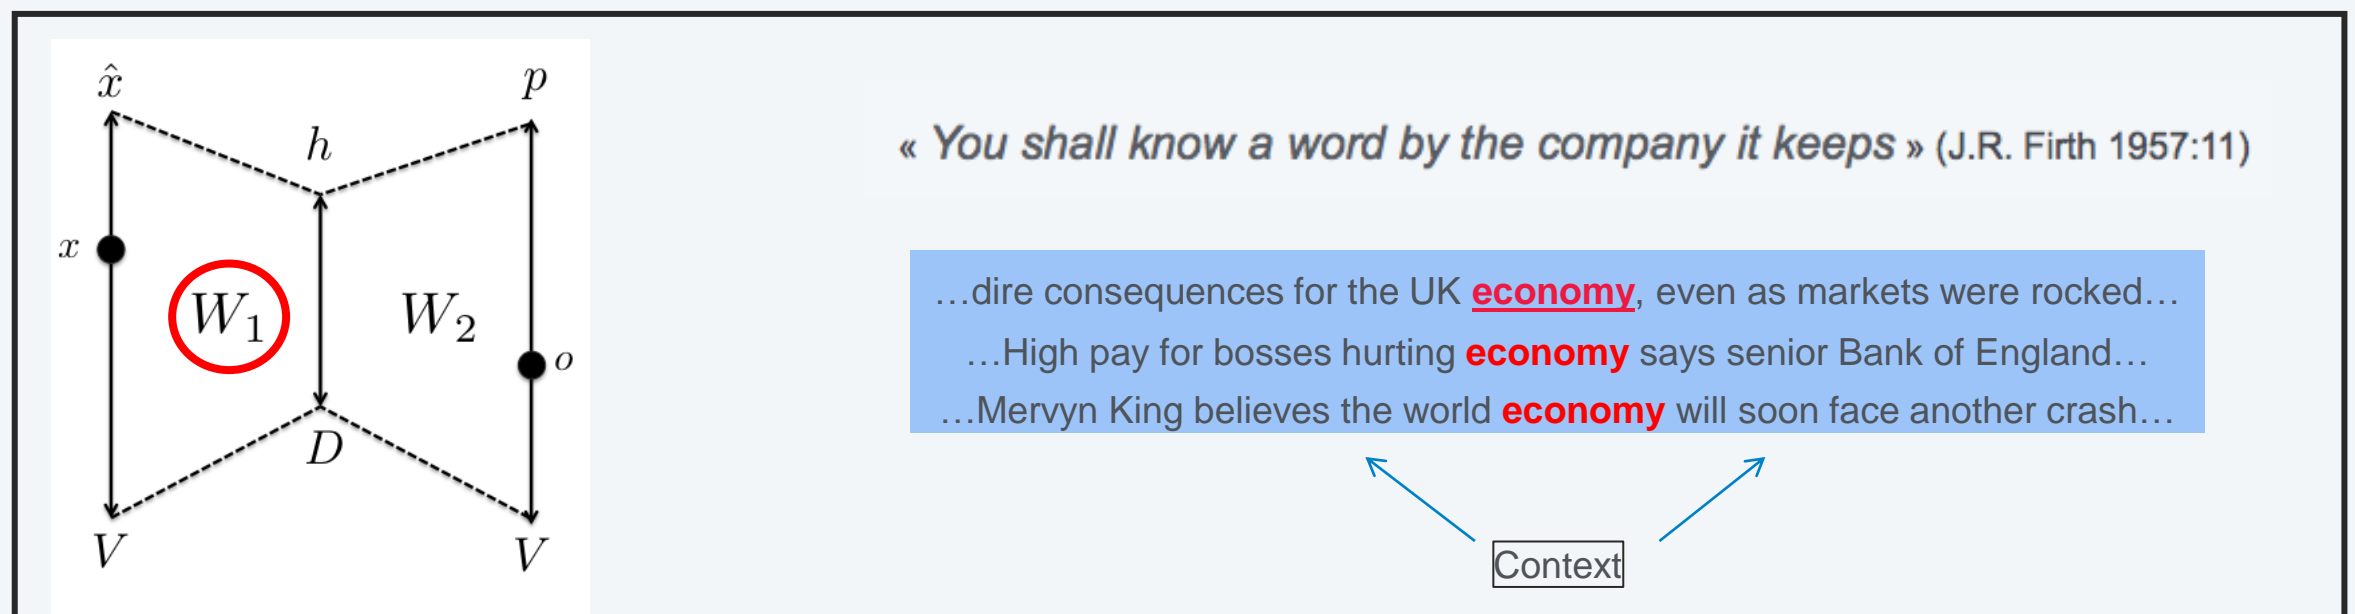 x̂
p
h
x
W₁
W₂
o
D
V
V
« You shall know a word by the company it keeps » (J.R. Firth 1957:11)
…dire consequences for the UK economy, even as markets were rocked…
…High pay for bosses hurting economy says senior Bank of England…
…Mervyn King believes the world economy will soon face another crash…
Context